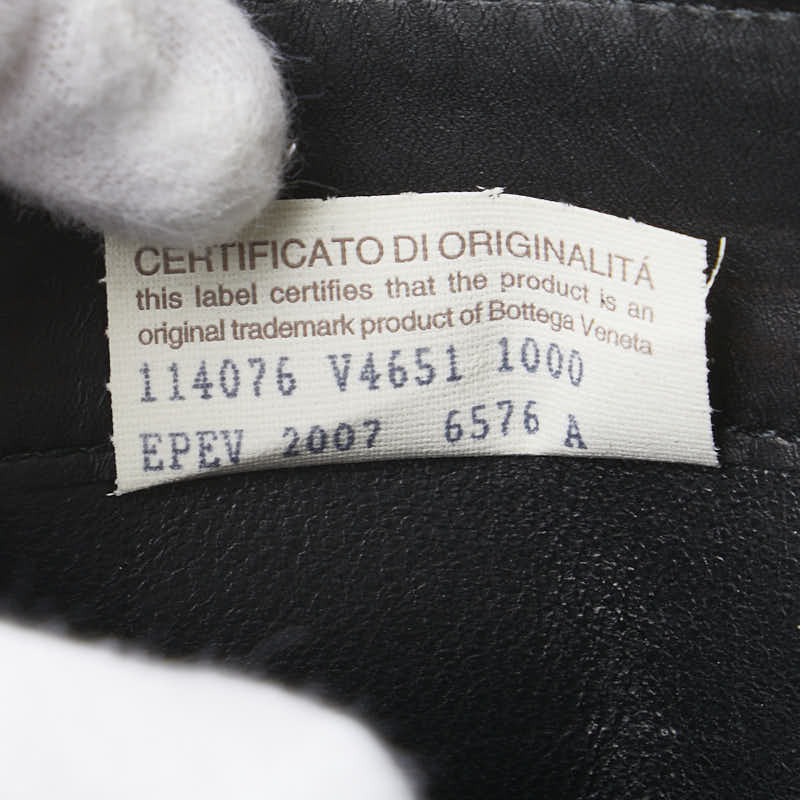 CERTIFICATO DI ORIGINALITÁ
this label certifies that the product is an
original trademark product of Bottega Veneta
114076 V4651 1000
EPEV 2007 6576 A